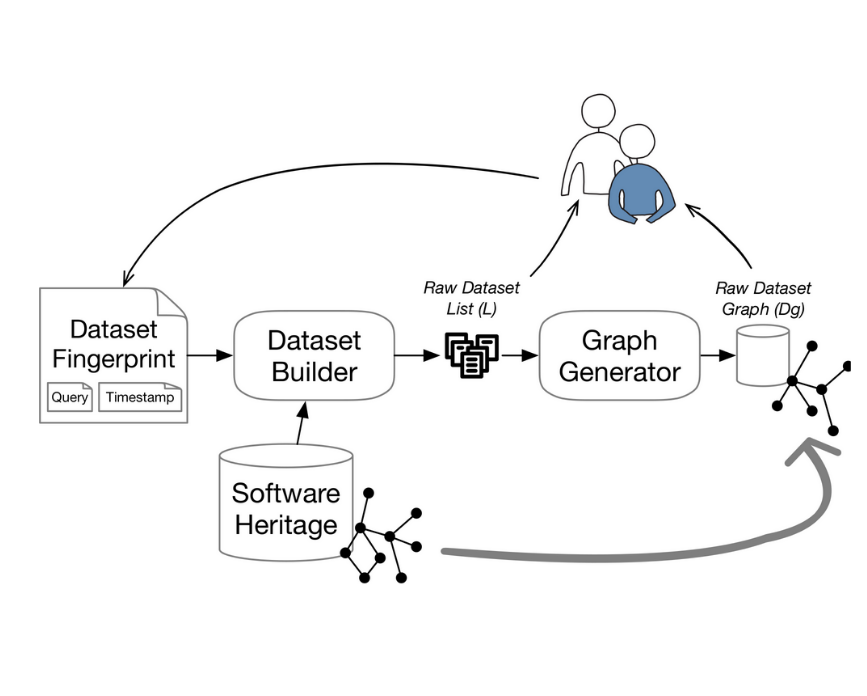 Raw Dataset
List (L)
Raw Dataset
Graph (Dg)
Dataset
Fingerprint
Query
Timestamp
Dataset
Builder
Graph
Generator
Software
Heritage